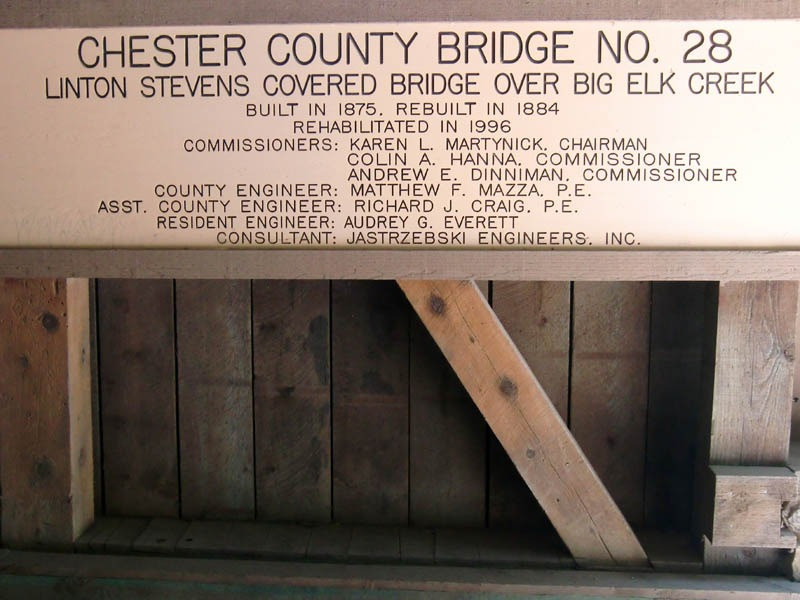 CHESTER COUNTY BRIDGE NO. 28
LINTON STEVENS COVERED BRIDGE OVER BIG ELK CREEK
BUILT IN 1875, REBUILT IN 1884
REHABILITATED IN 1996
COMMISSIONERS: KAREN L. MARTYNICK, CHAIRMAN
COLIN A. HANNA, COMMISSIONER
ANDREW E. DINNIMAN, COMMISSIONER
COUNTY ENGINEER: MATTHEW F. MAZZA, P.E.
ASST. COUNTY ENGINEER: RICHARD J. CRAIG, P.E.
RESIDENT ENGINEER: AUDREY G. EVERETT
CONSULTANT: JASTRZEBSKI ENGINEERS, INC.